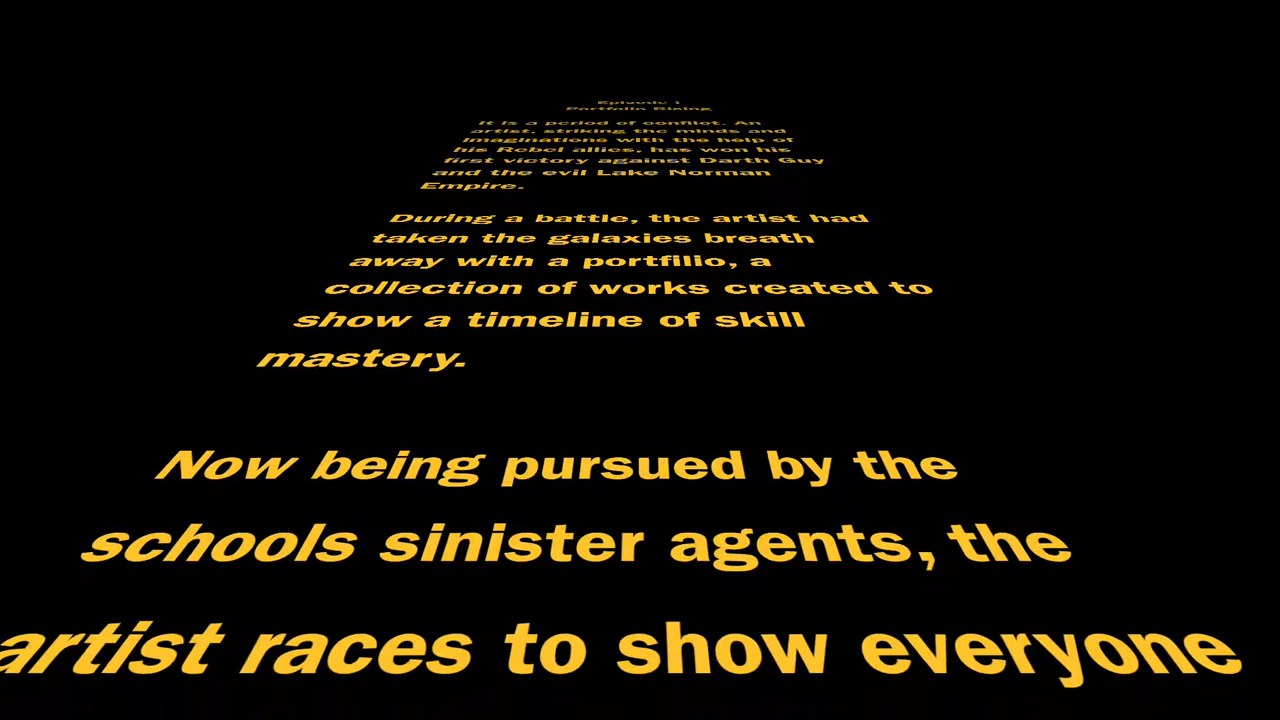 Episode I
Portfolio Rising
It is a period of conflict. An
artist, striking the minds and
imaginations with the help of
his Rebel allies, has won his
first victory against Darth Guy
and the evil Lake Norman
Empire.
During a battle, the artist had
taken the galaxies breath
away with a portfilio, a
collection of works created to
show a timeline of skill
mastery.
Now being pursued by the
schools sinister agents, the
artist races to show everyone